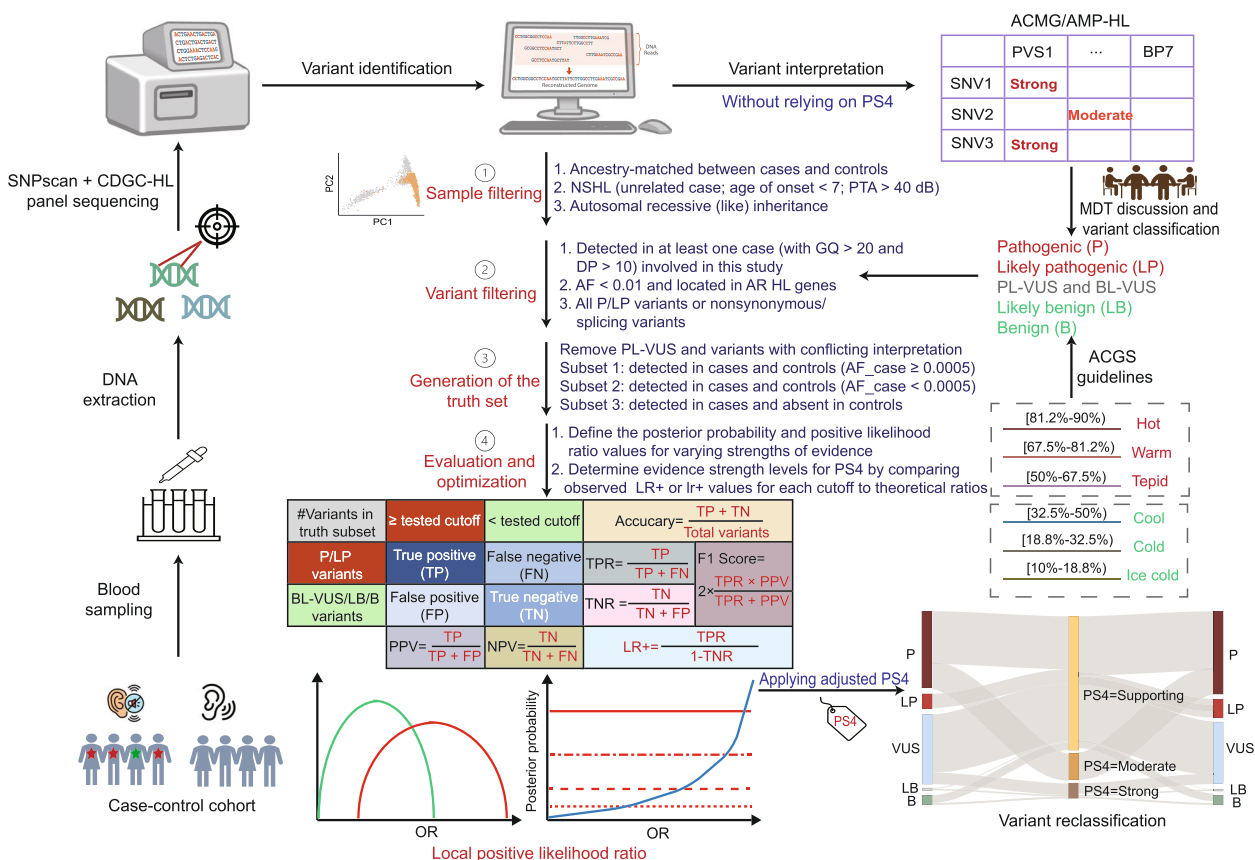 ACTGAACTGACTGA
CTGACTGACTGACT
CTGGAAACTCCAAG
ACTCTGAGACTCAC
Variant identification
DNA
Reads
Reconstructed Genome
Variant interpretation
Without relying on PS4
ACMG/AMP-HL
PVS1
...
BP7
SNV1
Strong
SNV2
Moderate
SNV3
Strong
SNPscan + CDGC-HL
panel sequencing
PC2
PC1
1
Sample filtering
1. Ancestry-matched between cases and controls
2. NSHL (unrelated case; age of onset < 7; PTA > 40 dB)
3. Autosomal recessive (like) inheritance
MDT discussion and
variant classification
Pathogenic (P)
Likely pathogenic (LP)
PL-VUS and BL-VUS
Likely benign (LB)
Benign (B)
2
Variant filtering
1. Detected in at least one case (with GQ > 20 and
DP > 10) involved in this study
2. AF < 0.01 and located in AR HL genes
3. All P/LP variants or nonsynonymous/
splicing variants
DNA
extraction
3
Generation of the
truth set
Remove PL-VUS and variants with conflicting interpretation
Subset 1: detected in cases and controls (AF_case ≥ 0.0005)
Subset 2: detected in cases and controls (AF_case < 0.0005)
Subset 3: detected in cases and absent in controls
ACGS
guidelines
4
Evaluation and
optimization
1. Define the posterior probability and positive likelihood
ratio values for varying strengths of evidence
2. Determine evidence strength levels for PS4 by comparing
observed LR+ or lr+ values for each cutoff to theoretical ratios
[81.2%-90%)
Hot
[67.5%-81.2%)
Warm
[50%-67.5%)
Tepid
[32.5%-50%)
Cool
[18.8%-32.5%)
Cold
[10%-18.8%)
Ice cold
#Variants in
truth subset
≥ tested cutoff
< tested cutoff
Accucary=
TP + TN
Total variants
P/LP
variants
True positive
(TP)
False negative
(FN)
TPR=
TP
TP + FN
F1 Score=
2×
TPR × PPV
TPR + PPV
BL-VUS/LB/B
variants
False positive
(FP)
True negative
(TN)
TNR =
TN
TN + FP
PPV=
TP
TP + FP
NPV=
TN
TN + FN
LR+=
TPR
1-TNR
Blood
sampling
Case-control cohort
OR
Posterior probability
OR
Local positive likelihood ratio
Applying adjusted PS4
PS4
P
LP
VUS
LB
B
PS4=Supporting
PS4=Moderate
PS4=Strong
P
LP
VUS
LB
B
Variant reclassification